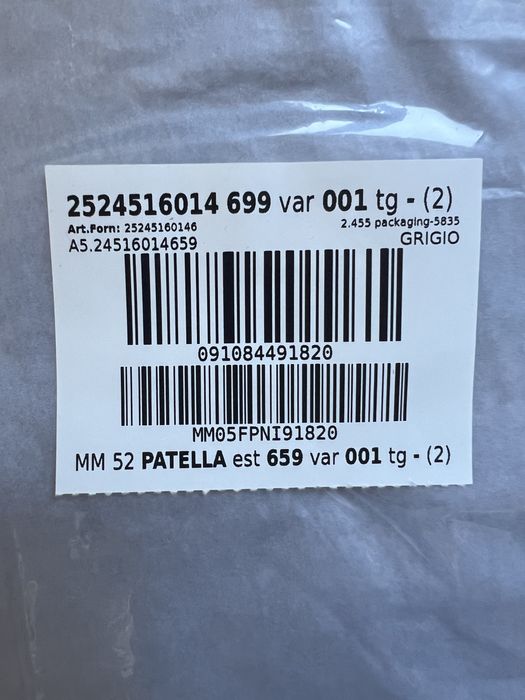 2524516014 699 var 001 tg - (2)
Art.Forn: 25245160146 2.455 packaging-5835
A5.24516014659 GRIGIO
091084491820
MM05FPNI91820
MM 52 PATELLA est 659 var 001 tg - (2)